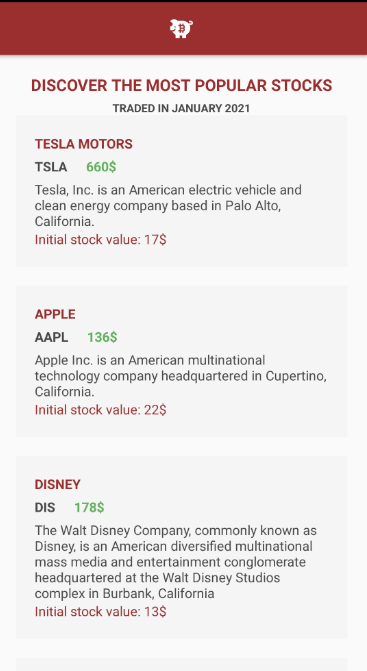 DISCOVER THE MOST POPULAR STOCKS
TRADED IN JANUARY 2021
TESLA MOTORS
TSLA 660$
Tesla, Inc. is an American electric vehicle and
clean energy company based in Palo Alto,
California.
Initial stock value: 17$
APPLE
AAPL 136$
Apple Inc. is an American multinational
technology company headquartered in Cupertino,
California.
Initial stock value: 22$
DISNEY
DIS 178$
The Walt Disney Company, commonly known as
Disney, is an American diversified multinational
mass media and entertainment conglomerate
headquartered at the Walt Disney Studios
complex in Burbank, California
Initial stock value: 13$